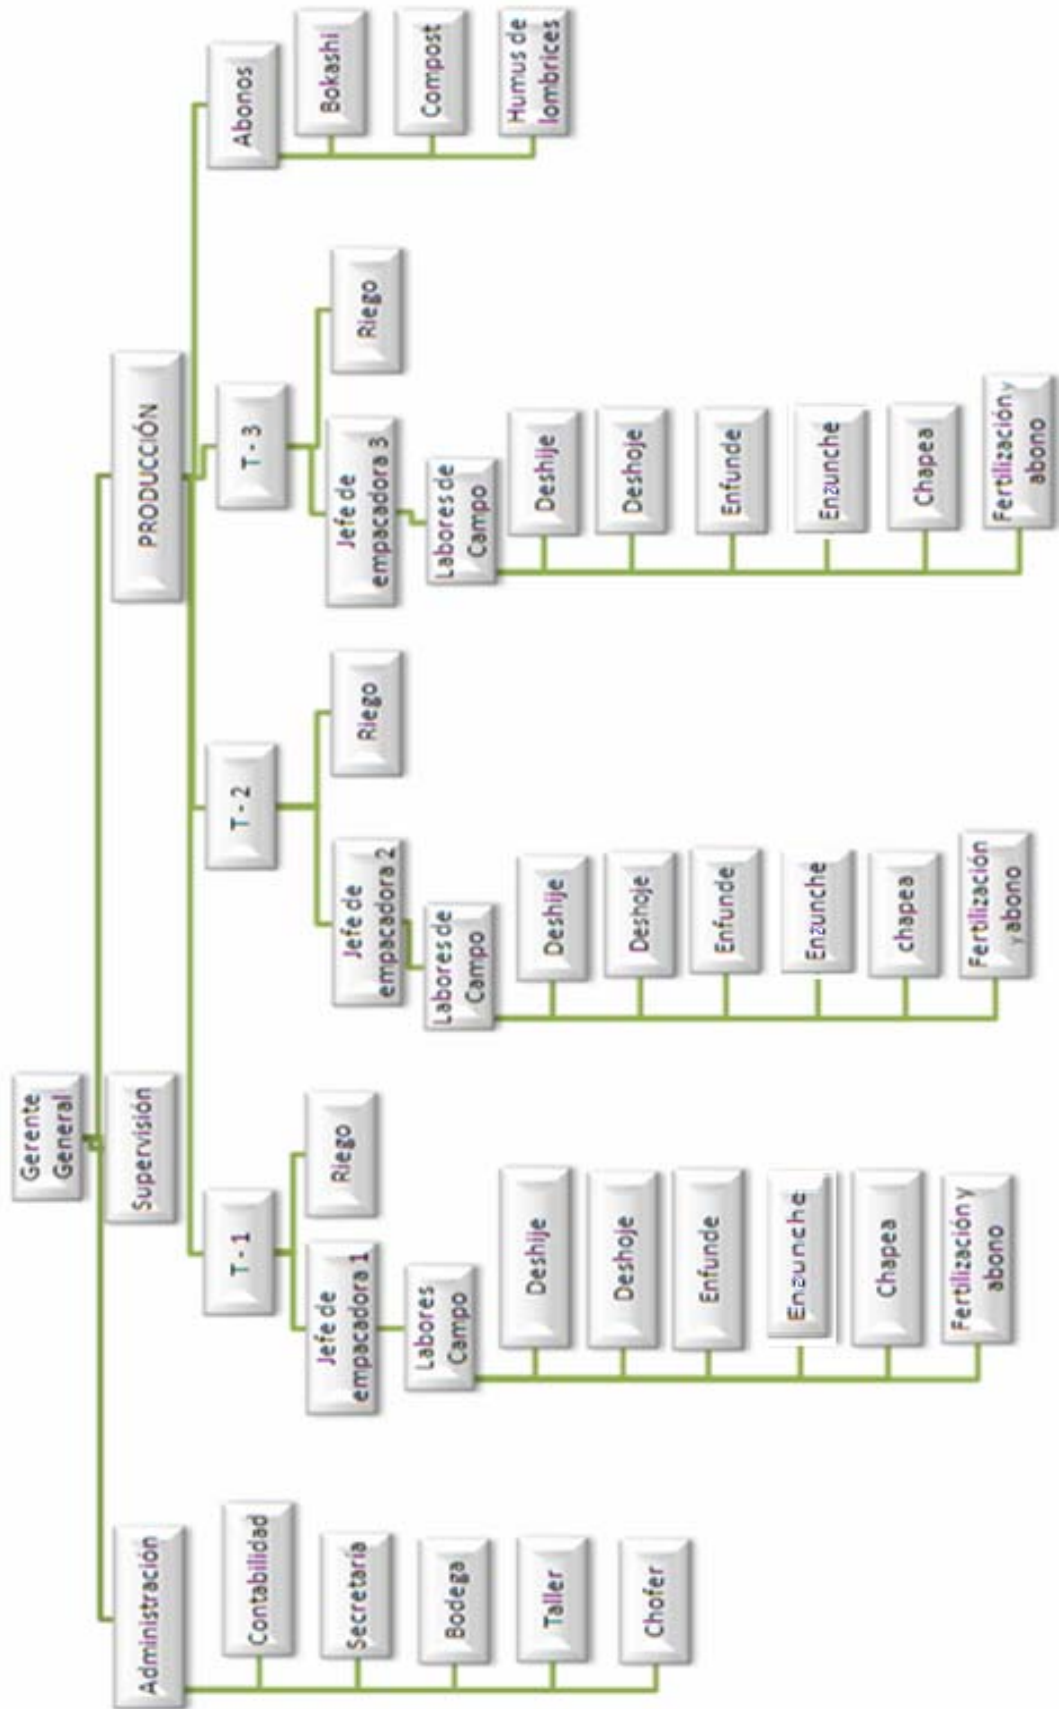 Gerente
General
Supervisión
Administración
Contabilidad
Secretaría
Bodega
Taller
Chofer
PRODUCCIÓN
T - 1
Jefe de
empacadora 1
Riego
Labores
Campo
Deshije
Deshoje
Enfunde
Enzunche
Chapea
Fertilización y
abono
T - 2
Jefe de
empacadora 2
Riego
Labores de
Campo
Deshije
Deshoje
Enfunde
Enzunche
chapea
Fertilización
y abono
T - 3
Jefe de
empacadora 3
Riego
Labores de
Campo
Deshije
Deshoje
Enfunde
Enzunche
Chapea
Fertilización y
abono
Abonos
Bokashi
Compost
Humus de
lombrices